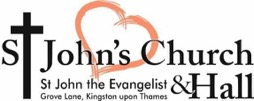 St John's Church
St John the Evangelist
Grove Lane, Kingston upon Thames
& Hall